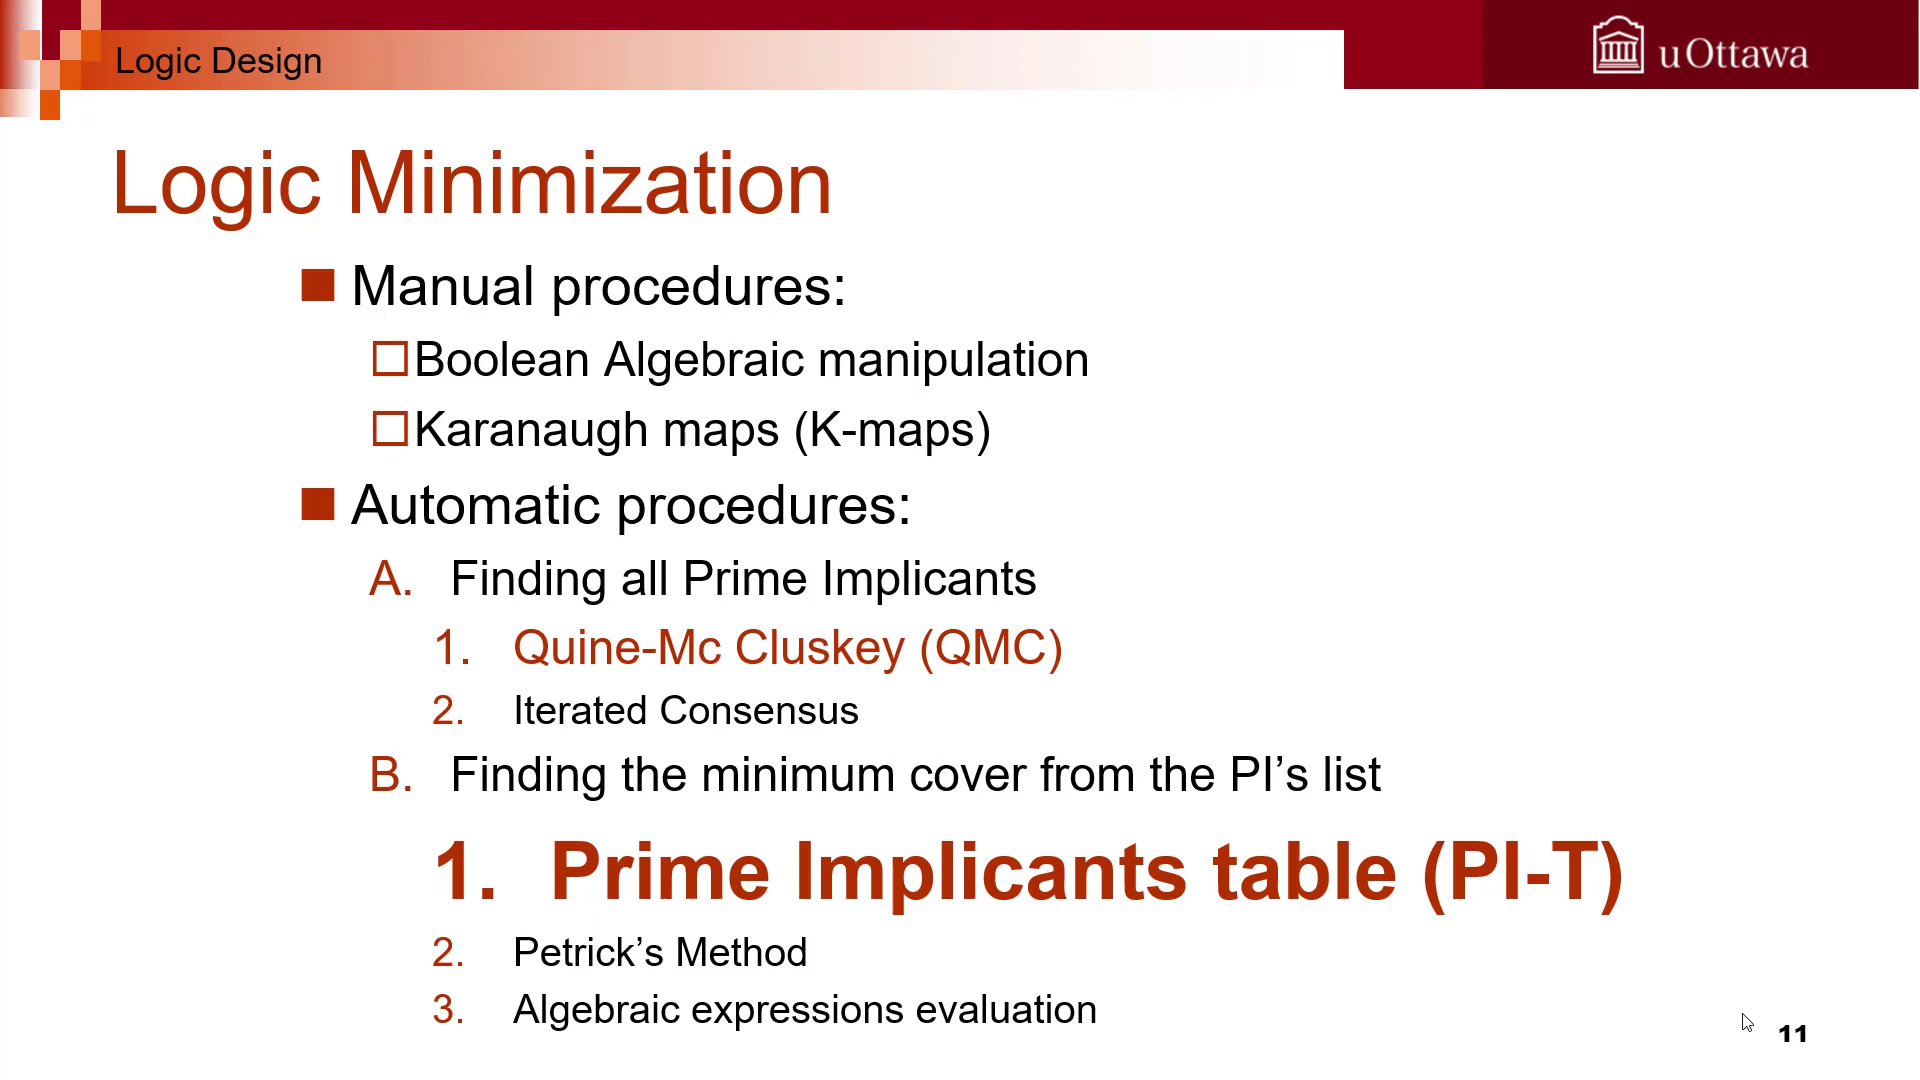 Logic Design
uOttawa
Logic Minimization
Manual procedures:
Boolean Algebraic manipulation
Karanaugh maps (K-maps)
Automatic procedures:
A. Finding all Prime Implicants
1. Quine-Mc Cluskey (QMC)
2. Iterated Consensus
B. Finding the minimum cover from the PI’s list
1. Prime Implicants table (PI-T)
2. Petrick’s Method
3. Algebraic expressions evaluation
11